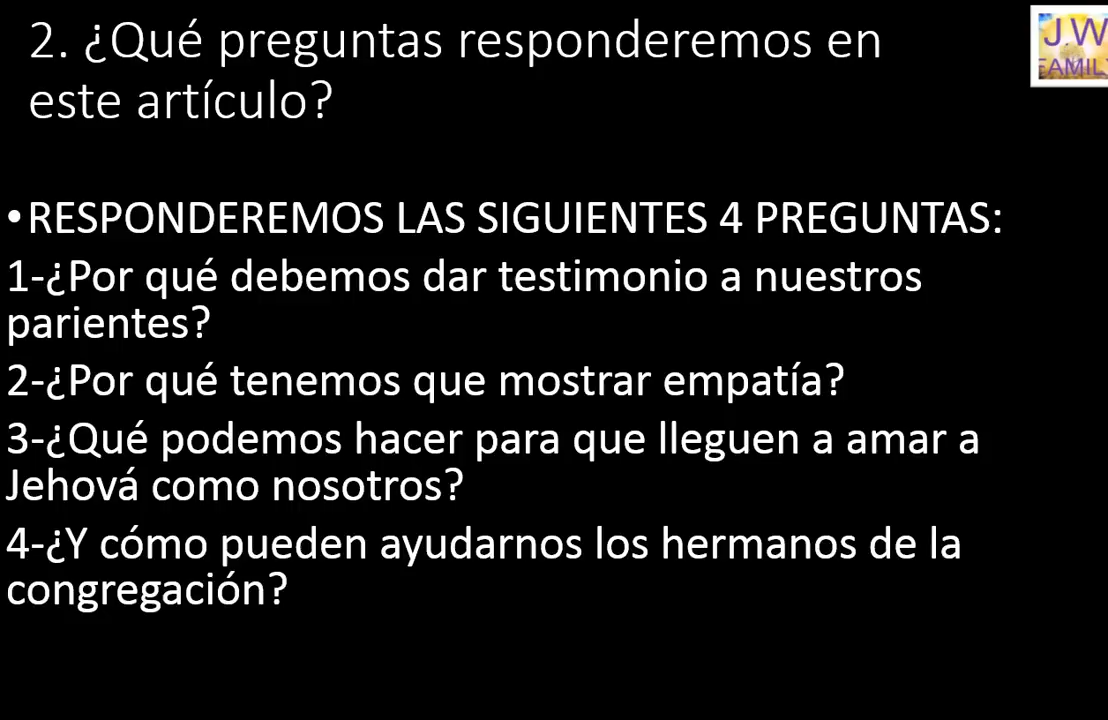 2. ¿Qué preguntas responderemos en
este artículo?
J.W
FAMILY
•RESPONDEREMOS LAS SIGUIENTES 4 PREGUNTAS:
1-¿Por qué debemos dar testimonio a nuestros
parientes?
2-¿Por qué tenemos que mostrar empatía?
3-¿Qué podemos hacer para que lleguen a amar a
Jehová como nosotros?
4-¿Y cómo pueden ayudarnos los hermanos de la
congregación?